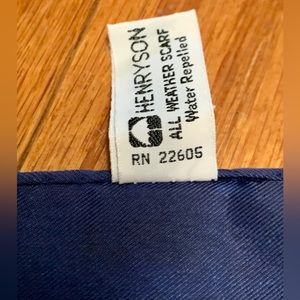 HENRYSON
ALL WEATHER SCARF
Water Repelled
RN 22605